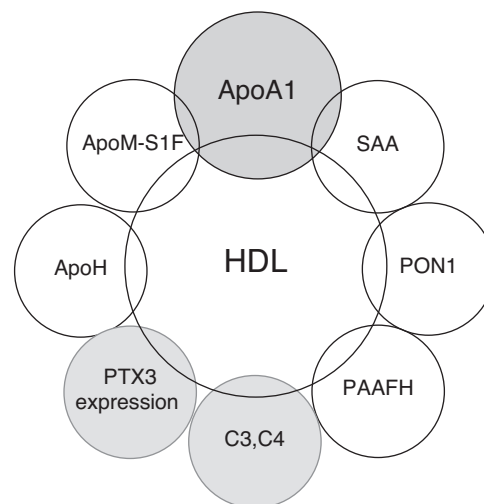 ApoA1
ApoM-S1F
SAA
ApoH
HDL
PON1
PTX3
expression
PAAFH
C3,C4